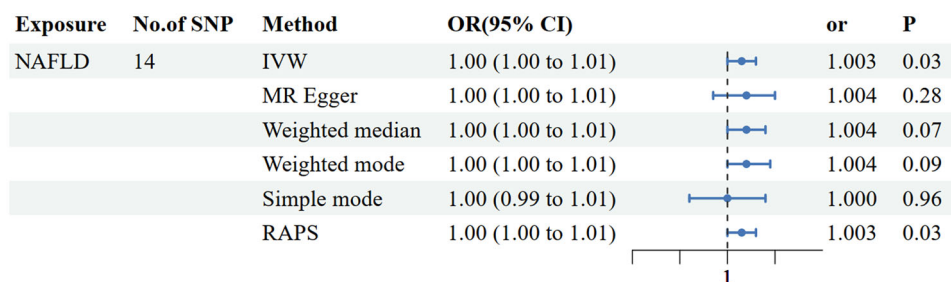 Exposure No.of SNP Method OR(95% CI) or P
NAFLD 14 IVW 1.00 (1.00 to 1.01) 1.003 0.03
MR Egger 1.00 (1.00 to 1.01) 1.004 0.28
Weighted median 1.00 (1.00 to 1.01) 1.004 0.07
Weighted mode 1.00 (1.00 to 1.01) 1.004 0.09
Simple mode 1.00 (0.99 to 1.01) 1.000 0.96
RAPS 1.00 (1.00 to 1.01) 1.003 0.03
1